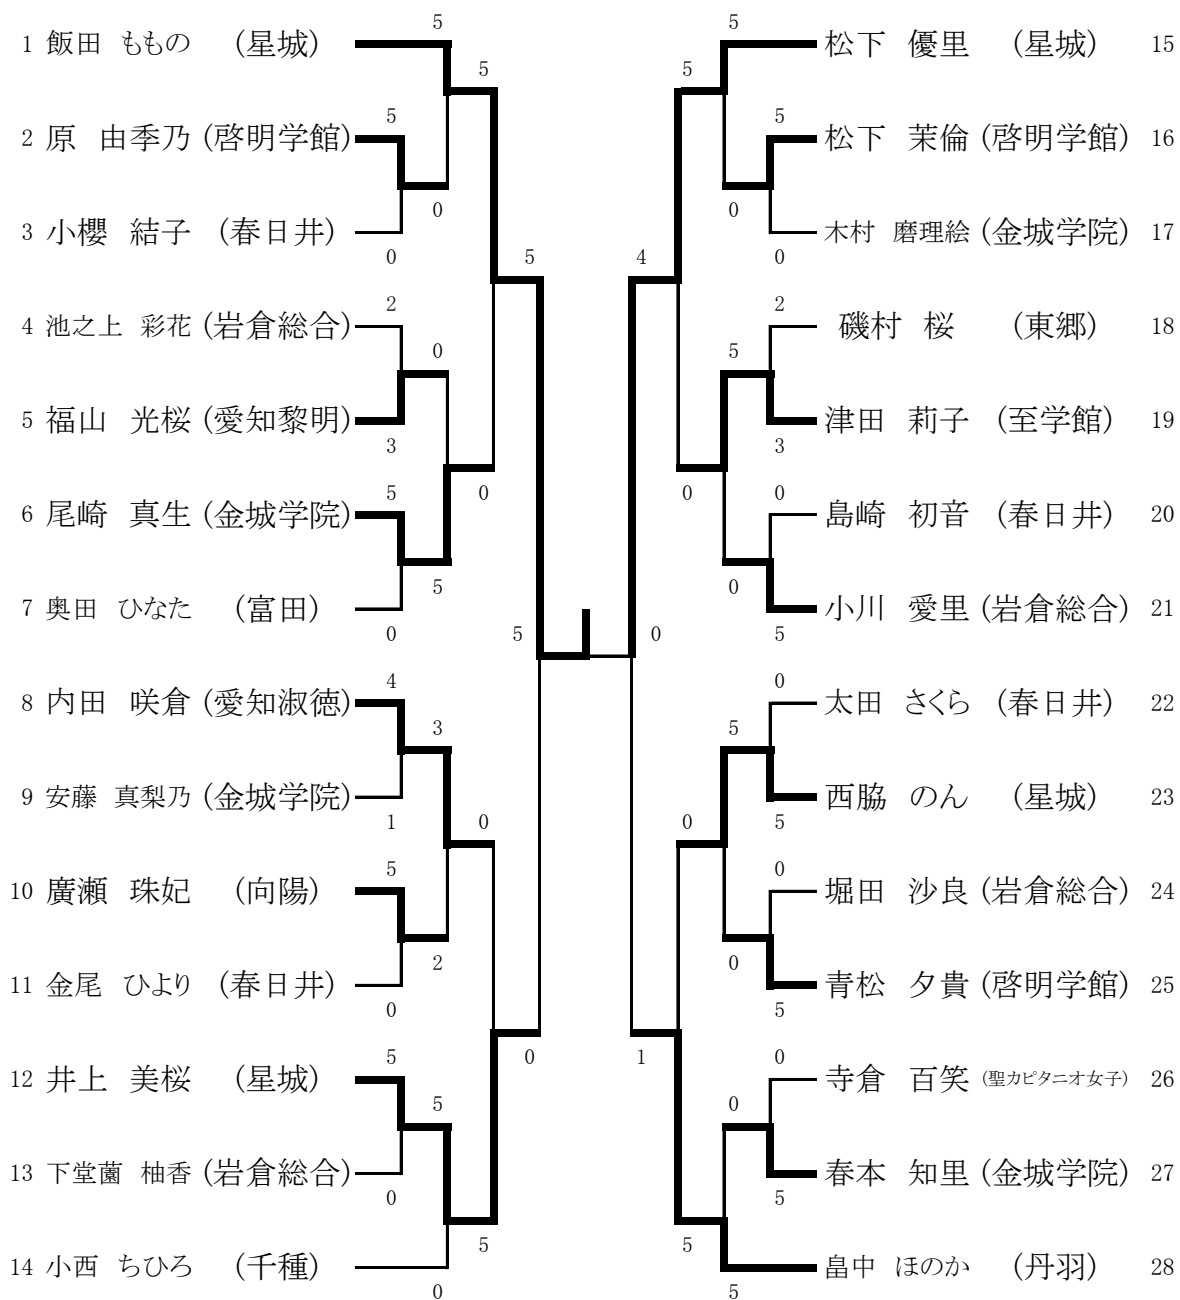 5 5
1 飯田 ももの (星城) 松下 優里 (星城) 15
5 5
5 5
2 原 由季乃 (啓明学館) 松下 茉倫 (啓明学館) 16
0 0
3 小櫻 結子 (春日井) 木村 磨理絵 (金城学院) 17
0 5 4 0
2 2
4 池之上 彩花 (岩倉総合) 磯村 桜 (東郷) 18
0 5
5 福山 光桜 (愛知黎明) 津田 莉子 (至学館) 19
3 3
5 0 0 0
6 尾崎 真生 (金城学院) 島崎 初音 (春日井) 20
5 0
7 奥田 ひなた (富田) 小川 愛里 (岩倉総合) 21
0 5 0 5
4 0
8 内田 咲倉 (愛知淑徳) 太田 さくら (春日井) 22
3 5
9 安藤 真梨乃 (金城学院) 西脇 のん (星城) 23
1 0 0 5
5 0
10 廣瀬 珠妃 (向陽) 堀田 沙良 (岩倉総合) 24
2 0
11 金尾 ひより (春日井) 青松 夕貴 (啓明学館) 25
0 5
5 0 1 0
12 井上 美桜 (星城) 寺倉 百笑 (聖カピタニオ女子) 26
5 0
13 下堂薗 柚香 (岩倉総合) 春本 知里 (金城学院) 27
0 5
5 5
14 小西 ちひろ (千種) 畠中 ほのか (丹羽) 28
0 5